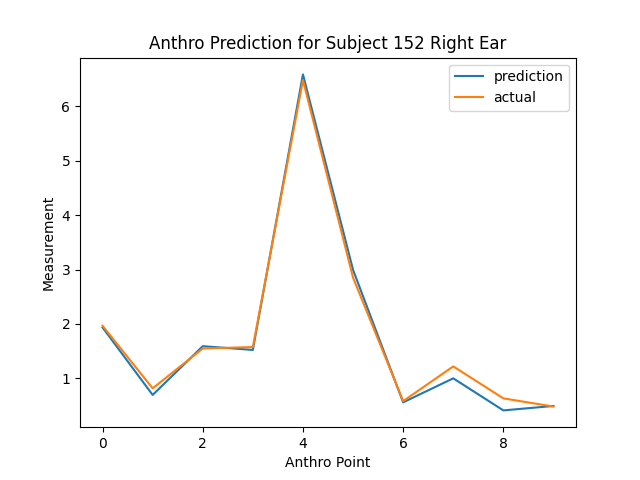 Anthro Prediction for Subject 152 Right Ear
prediction
actual
6
5
4
3
2
1
Measurement
0 2 4 6 8
Anthro Point